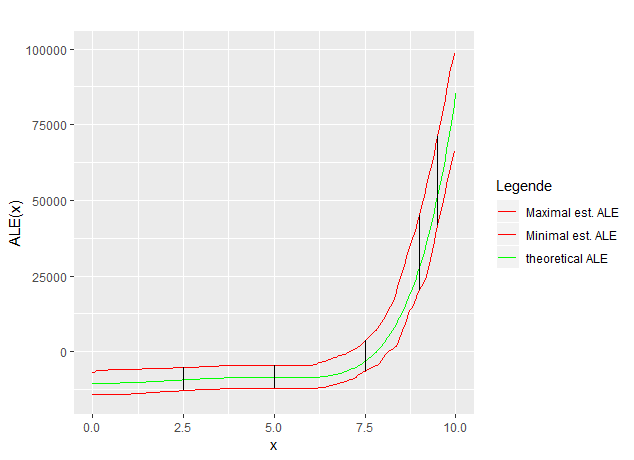 100000
75000
50000
25000
0
ALE(x)
0.0 2.5 5.0 7.5 10.0
x
Legende
Maximal est. ALE
Minimal est. ALE
theoretical ALE